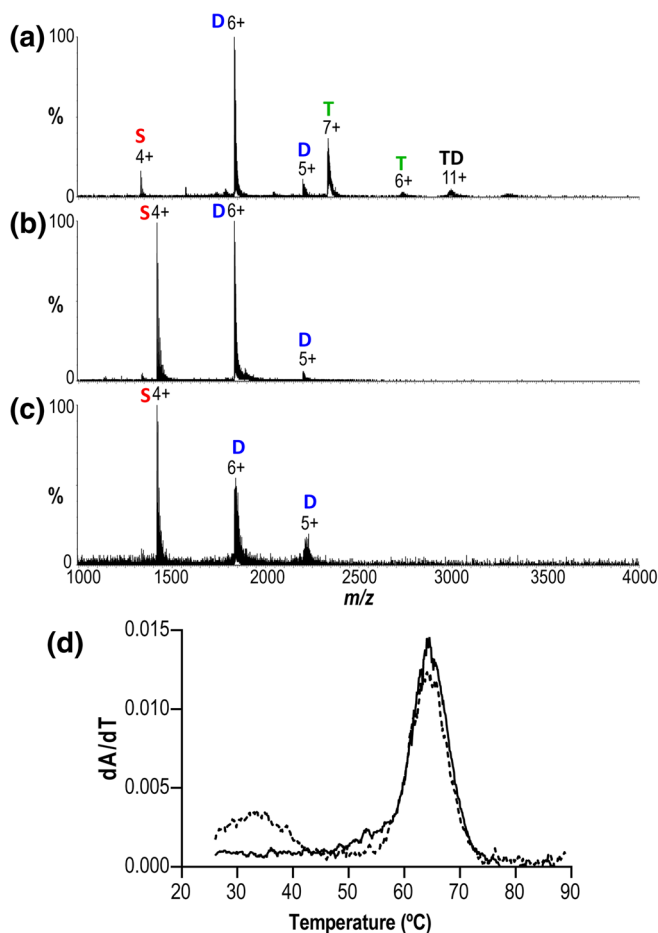 (a)
100
%
0
S
4+
D 6+
D
5+
T
7+
T
6+
TD
11+
(b)
100
%
0
S 4+
D 6+
D
5+
(c)
100
%
0
S 4+
D
6+
D
5+
1000 1500 2000 2500 3000 3500 4000
m/z
(d)
0.015
0.010
0.005
0.000
dA/dT
20 30 40 50 60 70 80 90
Temperature (ºC)